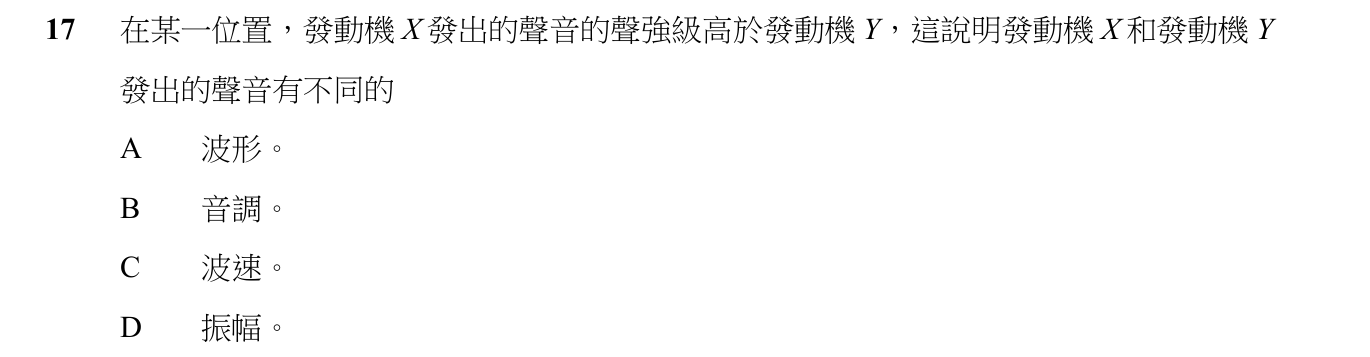 17 在某一位置，發動機 X 發出的聲音的聲強級高於發動機 Y，這說明發動機 X 和發動機 Y
發出的聲音有不同的
A 波形。
B 音調。
C 波速。
D 振幅。